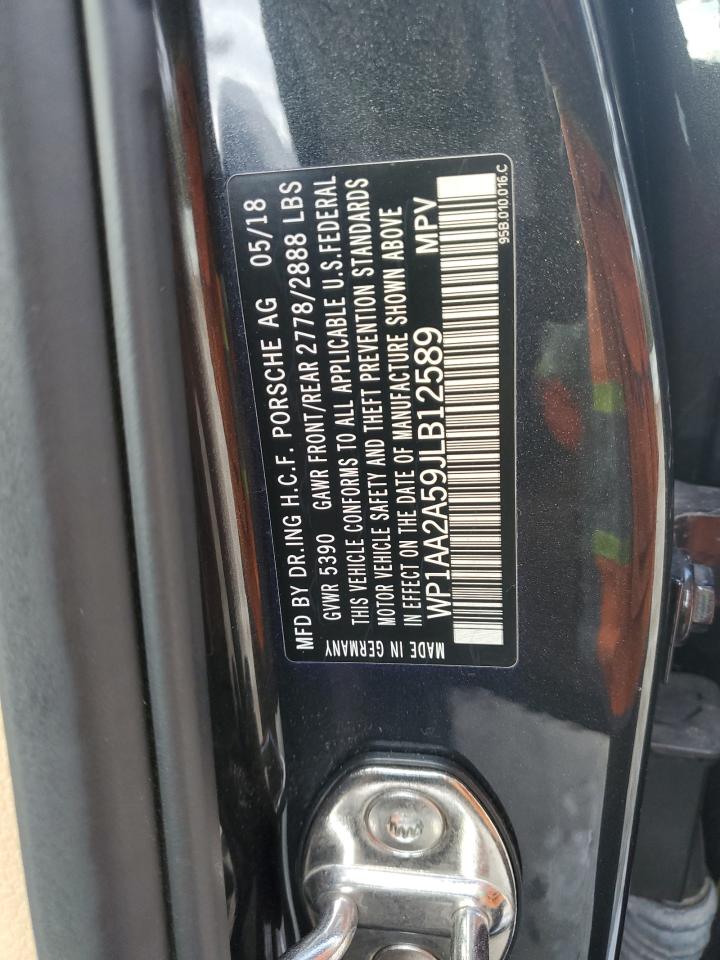 MFD BY DR.ING H.C.F. PORSCHE AG 05/18
GVWR 5390 GAWR FRONT/REAR 2778/2888 LBS
THIS VEHICLE CONFORMS TO ALL APPLICABLE U.S.FEDERAL
MOTOR VEHICLE SAFETY AND THEFT PREVENTION STANDARDS
IN EFFECT ON THE DATE OF MANUFACTURE SHOWN ABOVE
WP1AA2A59JLB12589 MPV
MADE IN GERMANY
95B.010.016.C